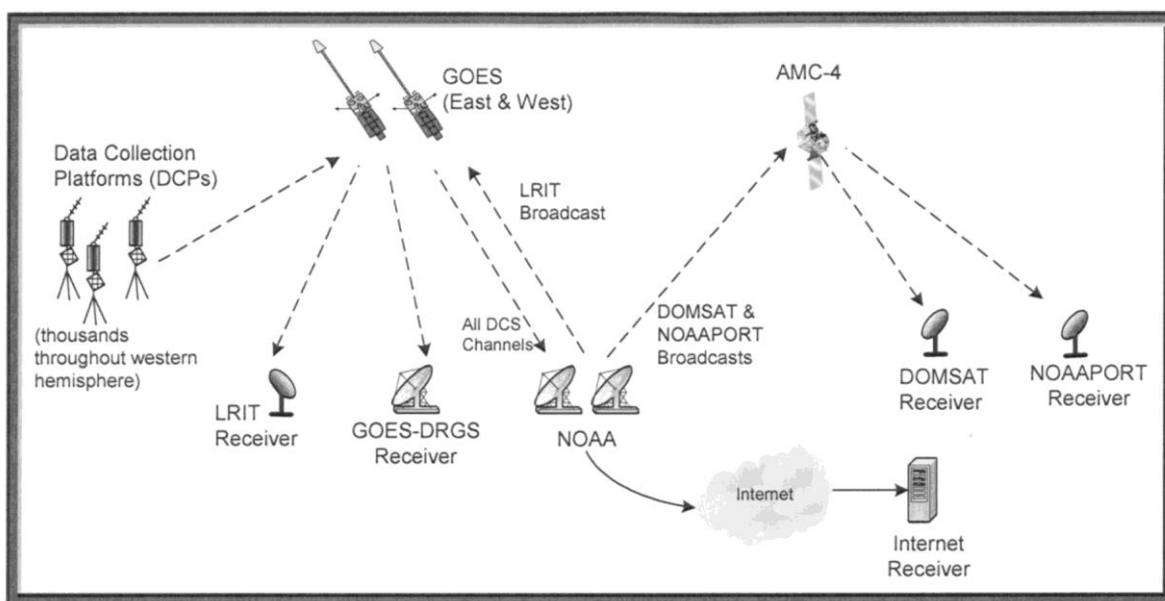 GOES
(East & West)
AMC-4
Data Collection
Platforms (DCPs)
LRIT
Broadcast
(thousands
throughout western
hemisphere)
All DCS
Channels
DOMSAT &
NOAAPORT
Broadcasts
LRIT
Receiver
GOES-DRGS
Receiver
NOAA
DOMSAT
Receiver
NOAAPORT
Receiver
Internet
Internet
Receiver